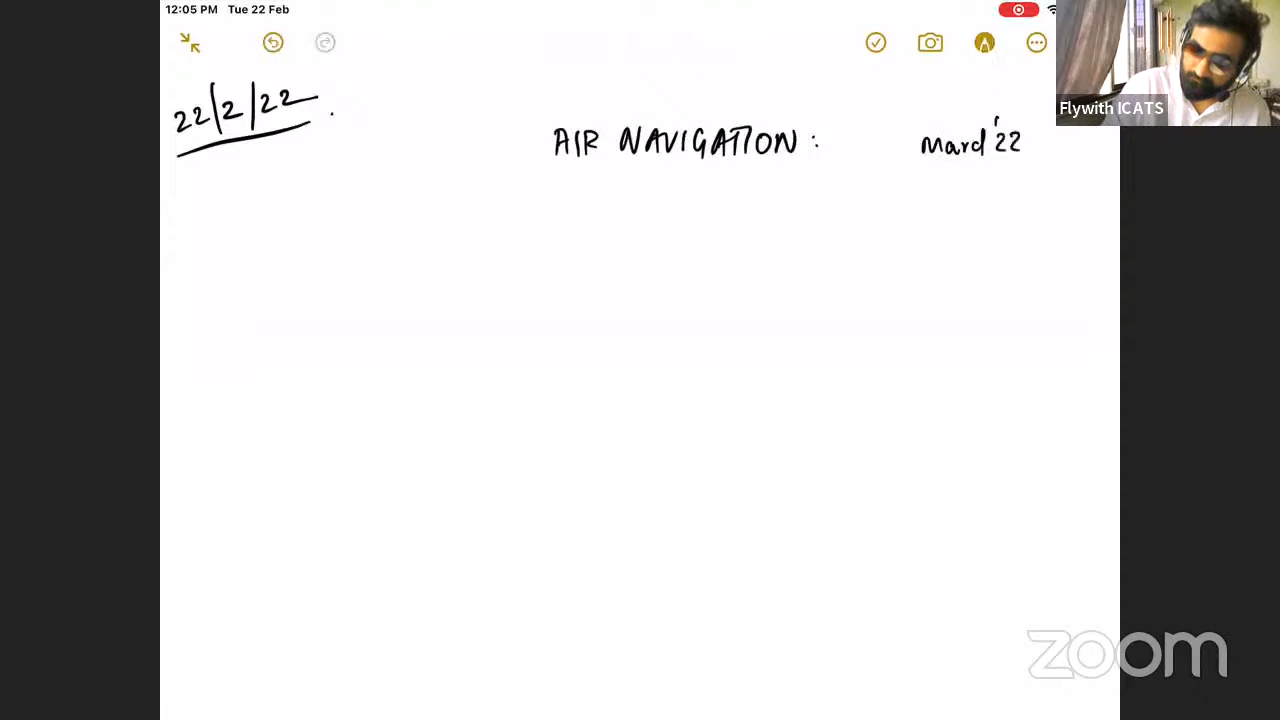 12:05 PM Tue 22 Feb
Flywith ICATS
22/2/22
AIR NAVIGATION: March'22
zoom